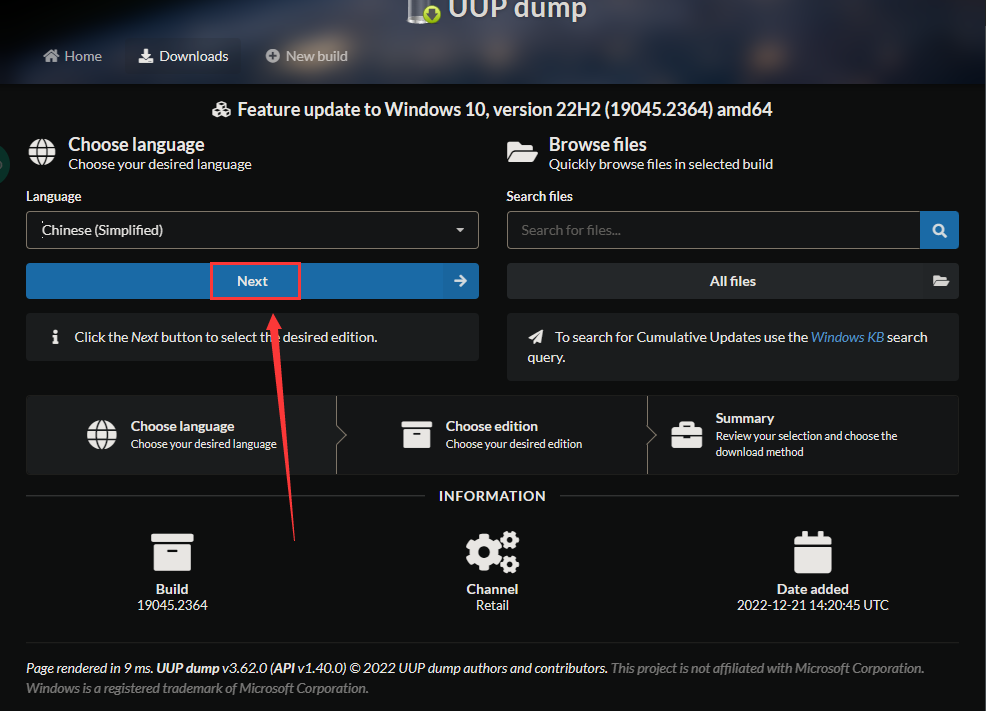 UUP dump
Home
Downloads
New build
Feature update to Windows 10, version 22H2 (19045.2364) amd64
Choose language
Choose your desired language
Browse files
Quickly browse files in selected build
Language
Chinese (Simplified)
Search files
Search for files...
Next
All files
Click the Next button to select the desired edition.
To search for Cumulative Updates use the Windows KB search
query.
Choose language
Choose your desired language
Choose edition
Choose your desired edition
Summary
Review your selection and choose the
download method
INFORMATION
Build
19045.2364
Channel
Retail
Date added
2022-12-21 14:20:45 UTC
Page rendered in 9 ms. UUP dump v3.62.0 (API v1.40.0) © 2022 UUP dump authors and contributors. This project is not affiliated with Microsoft Corporation.
Windows is a registered trademark of Microsoft Corporation.